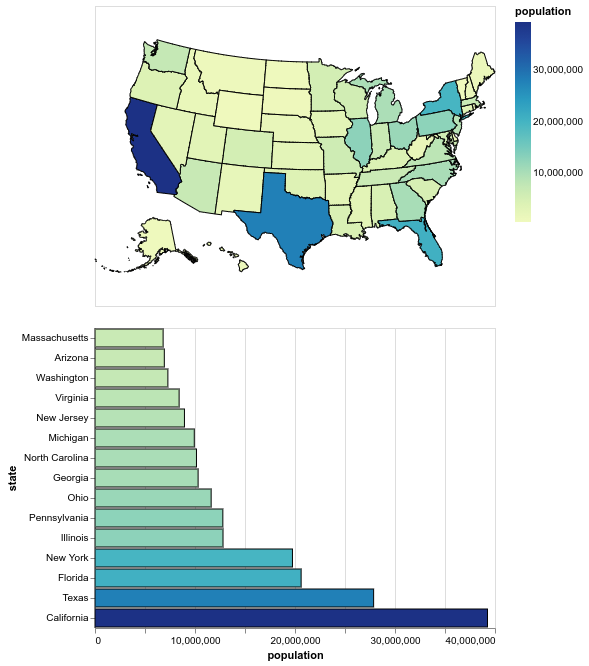 population
30,000,000
20,000,000
10,000,000
Massachusetts
Arizona
Washington
Virginia
New Jersey
Michigan
North Carolina
Georgia
Ohio
Pennsylvania
Illinois
New York
Florida
Texas
California
state
0 10,000,000 20,000,000 30,000,000 40,000,000
population